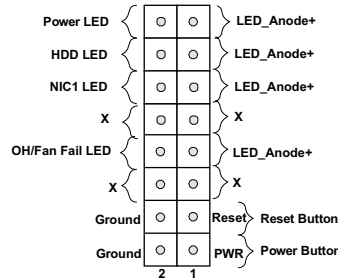 Power LED LED_Anode+
HDD LED LED_Anode+
NIC1 LED LED_Anode+
X X
OH/Fan Fail LED LED_Anode+
X X
Ground Reset Reset Button
Ground PWR Power Button
2 1